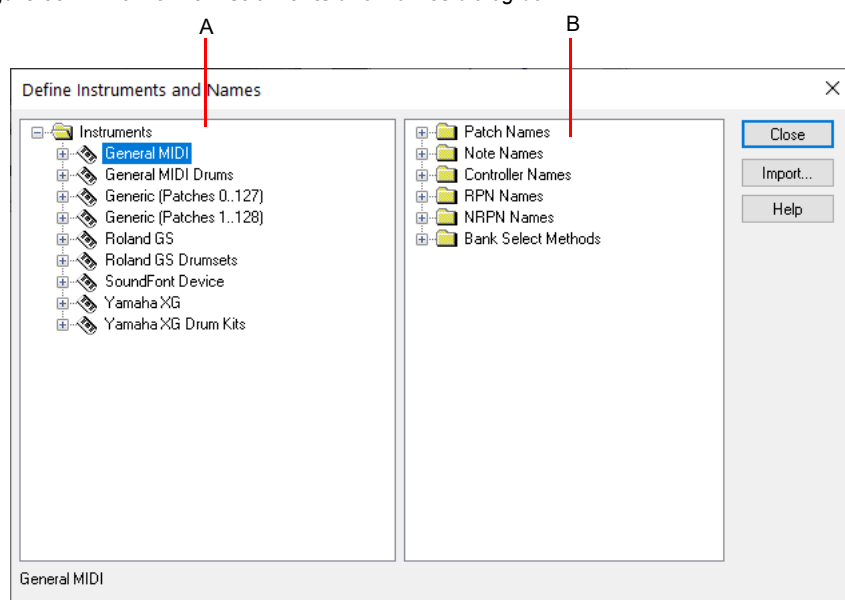 A
B
Define Instruments and Names
Instruments
General MIDI
General MIDI Drums
Generic (Patches 0..127)
Generic (Patches 1..128)
Roland GS
Roland GS Drumsets
SoundFont Device
Yamaha XG
Yamaha XG Drum Kits
Patch Names
Note Names
Controller Names
RPN Names
NRPN Names
Bank Select Methods
Close
Import...
Help
General MIDI